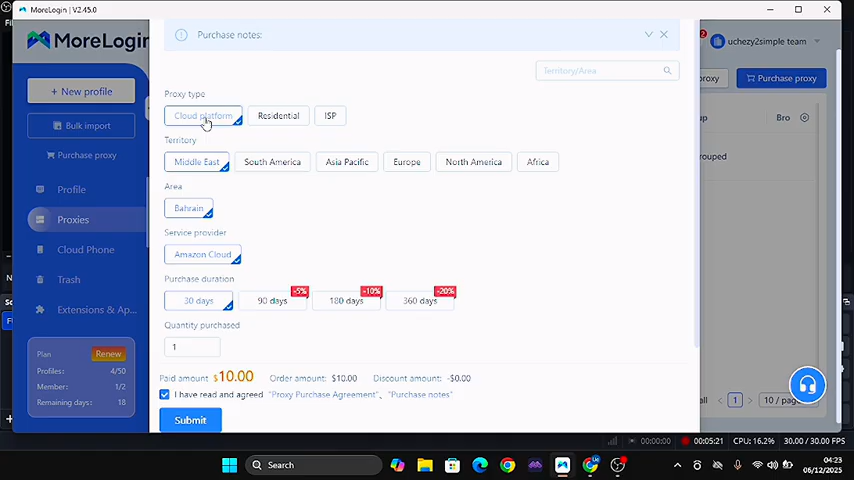 MoreLogin | V2.45.0
MoreLogin
+ New profile
Bulk import
Purchase proxy
Profile
Proxies
Cloud Phone
Trash
Extensions & Ap...
Plan
Renew
Profiles: 4/50
Member: 1/2
Remaining days: 18
Purchase notes:
Territory/Area
Proxy type
Cloud platform
Residential
ISP
Territory
Middle East
South America
Asia Pacific
Europe
North America
Africa
Area
Bahrain
Service provider
Amazon Cloud
Purchase duration
30 days
90 days
-5%
180 days
-10%
360 days
-20%
Quantity purchased
1
Paid amount $10.00 Order amount: $10.00 Discount amount: -$0.00
I have read and agreed "Proxy Purchase Agreement"、 "Purchase notes"
Submit
uchezy2simple team
proxy
Purchase proxy
up
Bro
rouped
all
1
10 / page
00:00:00
00:05:21
CPU: 16.2%
30.00 / 30.00 FPS
Search
04:23
06/12/2025